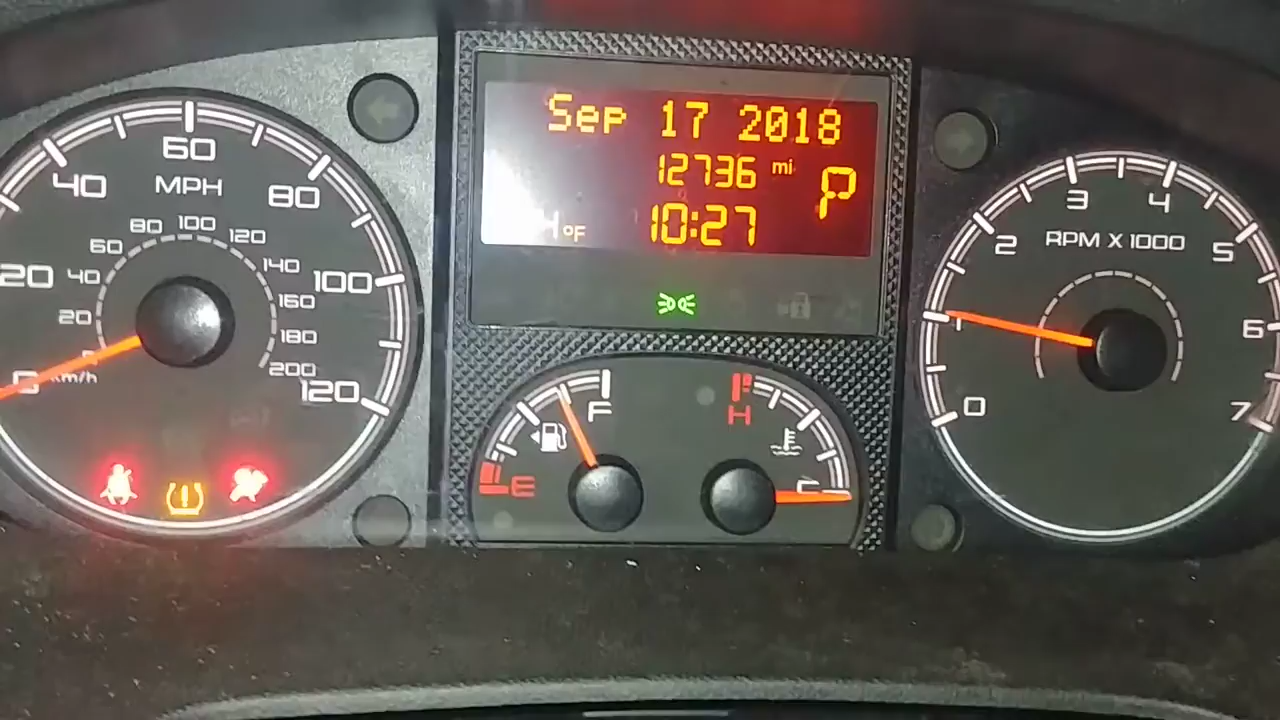 Sep 17 2018
12736 mi
P
°F 10:27
0 20 40 60 80 100 120
MPH
20 40 60 80 100 120 140 160 180 200
km/h
E F
H C
0 1 2 3 4 5 6 7
RPM X 1000